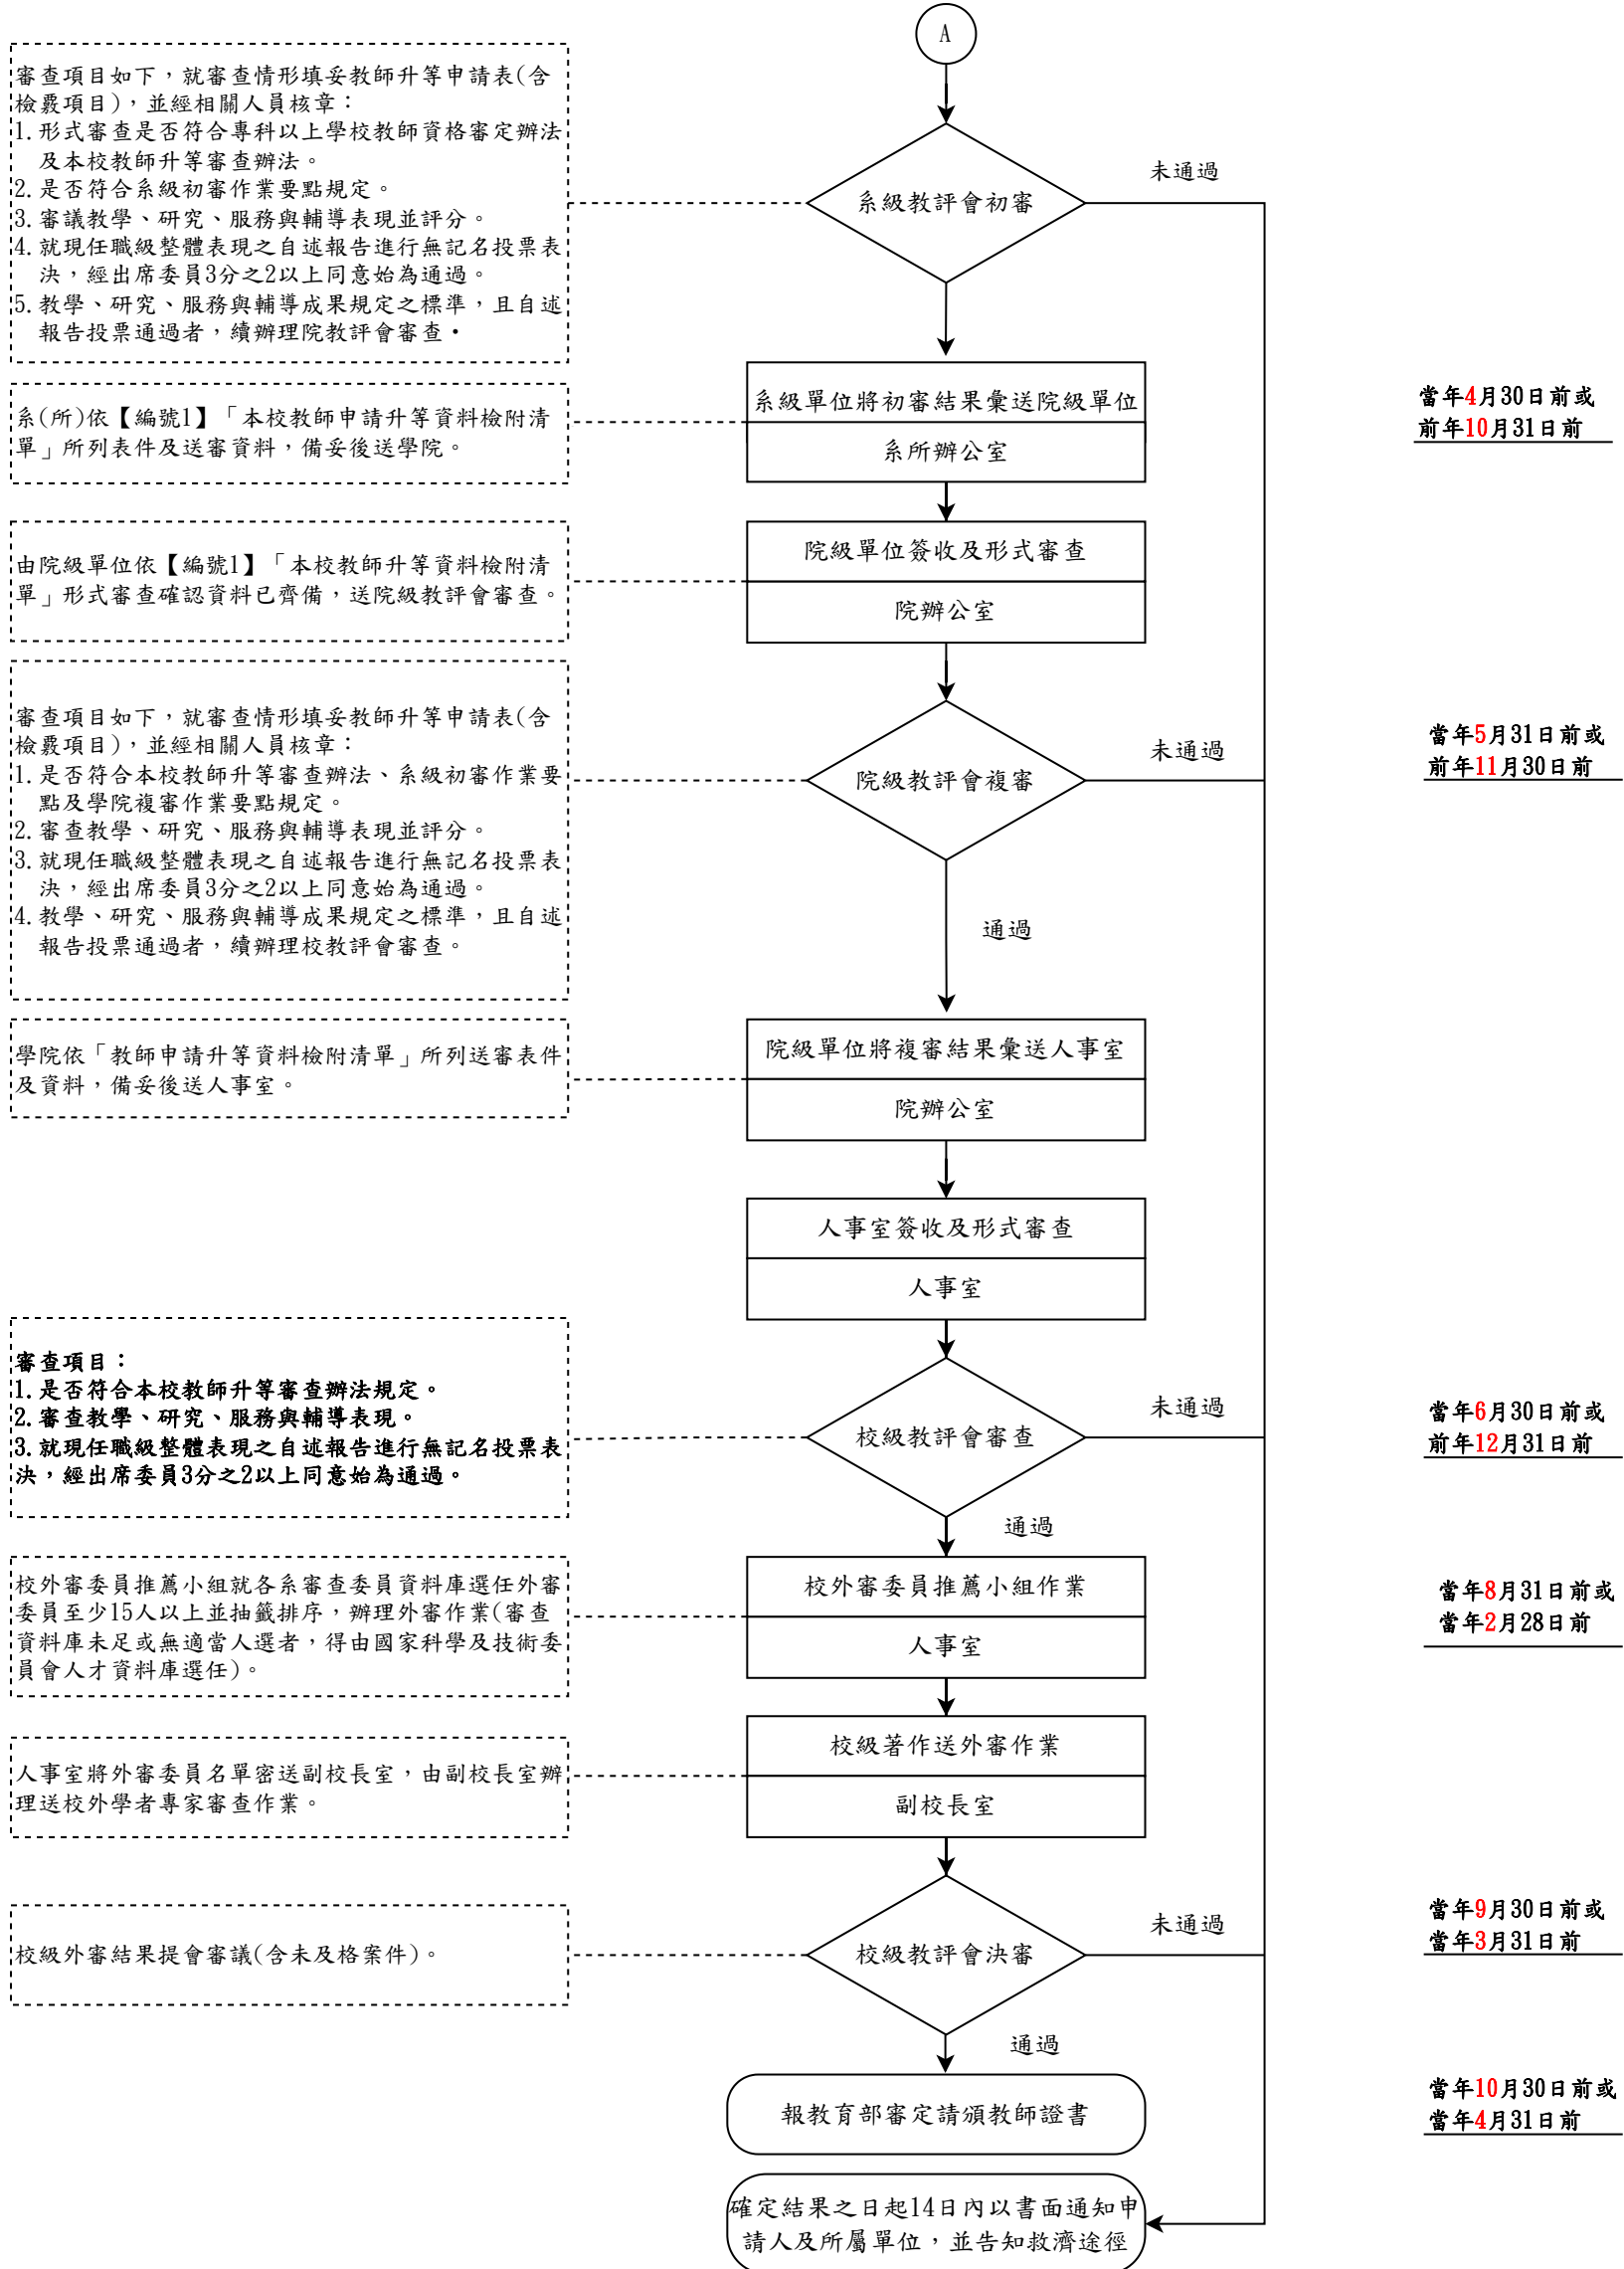 A
審查項目如下，就審查情形填妥教師升等申請表(含
檢覈項目)，並經相關人員核章：
1.形式審查是否符合專科以上學校教師資格審定辦法
及本校教師升等審查辦法。
2.是否符合系級初審作業要點規定。
3.審議教學、研究、服務與輔導表現並評分。
4.就現任職級整體表現之自述報告進行無記名投票表
決，經出席委員3分之2以上同意始為通過。
5.教學、研究、服務與輔導成果規定之標準，且自述
報告投票通過者，續辦理院教評會審查•
系級教評會初審
未通過
系(所)依【編號1】「本校教師申請升等資料檢附清
單」所列表件及送審資料，備妥後送學院。
系級單位將初審結果彙送院級單位
系所辦公室
當年4月30日前或
前年10月31日前
由院級單位依【編號1】「本校教師升等資料檢附清
單」形式審查確認資料已齊備，送院級教評會審查。
院級單位簽收及形式審查
院辦公室
審查項目如下，就審查情形填妥教師升等申請表(含
檢覈項目)，並經相關人員核章：
1.是否符合本校教師升等審查辦法、系級初審作業要
點及學院複審作業要點規定。
2.審查教學、研究、服務與輔導表現並評分。
3.就現任職級整體表現之自述報告進行無記名投票表
決，經出席委員3分之2以上同意始為通過。
4.教學、研究、服務與輔導成果規定之標準，且自述
報告投票通過者，續辦理校教評會審查。
院級教評會複審
未通過
通過
當年5月31日前或
前年11月30日前
學院依「教師申請升等資料檢附清單」所列送審表件
及資料，備妥後送人事室。
院級單位將複審結果彙送人事室
院辦公室
人事室簽收及形式審查
人事室
審查項目：
1.是否符合本校教師升等審查辦法規定。
2.審查教學、研究、服務與輔導表現。
3.就現任職級整體表現之自述報告進行無記名投票表
決，經出席委員3分之2以上同意始為通過。
校級教評會審查
未通過
通過
當年6月30日前或
前年12月31日前
校外審委員推薦小組就各系審查委員資料庫選任外審
委員至少15人以上並抽籤排序，辦理外審作業(審查
資料庫未足或無適當人選者，得由國家科學及技術委
員會人才資料庫選任)。
校外審委員推薦小組作業
人事室
當年8月31日前或
當年2月28日前
人事室將外審委員名單密送副校長室，由副校長室辦
理送校外學者專家審查作業。
校級著作送外審作業
副校長室
校級外審結果提會審議(含未及格案件)。
校級教評會決審
未通過
通過
當年9月30日前或
當年3月31日前
報教育部審定請頒教師證書
當年10月30日前或
當年4月31日前
確定結果之日起14日內以書面通知申
請人及所屬單位，並告知救濟途徑